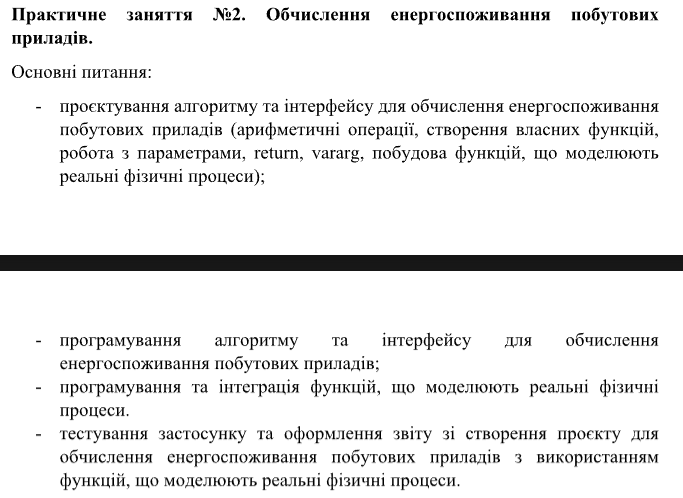 Практичне заняття №2. Обчислення енергоспоживання побутових
приладів.
Основні питання:
- проєктування алгоритму та інтерфейсу для обчислення енергоспоживання
побутових приладів (арифметичні операції, створення власних функцій,
робота з параметрами, return, vararg, побудова функцій, що моделюють
реальні фізичні процеси);
- програмування алгоритму та інтерфейсу для обчислення
енергоспоживання побутових приладів;
- програмування та інтеграція функцій, що моделюють реальні фізичні
процеси.
- тестування застосунку та оформлення звіту зі створення проєкту для
обчислення енергоспоживання побутових приладів з використанням
функцій, що моделюють реальні фізичні процеси.